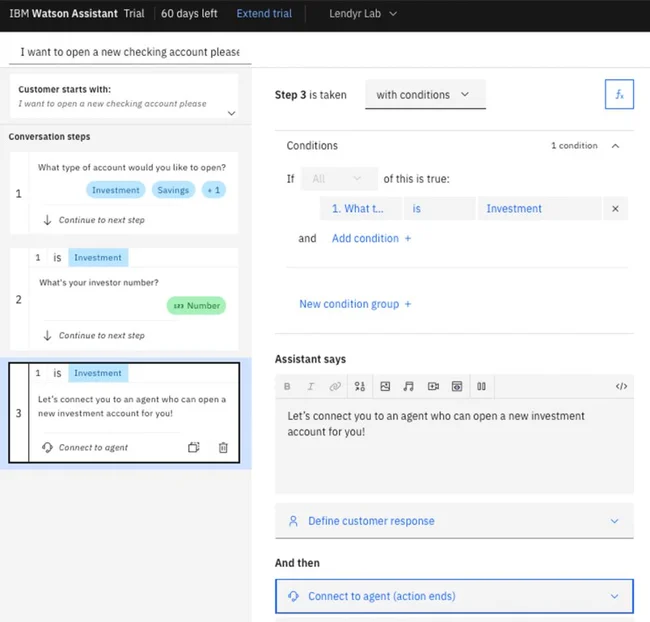 IBM Watson Assistant Trial 60 days left Extend trial Lendyr Lab
I want to open a new checking account please
Customer starts with:
I want to open a new checking account please
Conversation steps
1
What type of account would you like to open?
Investment Savings + 1
Continue to next step
2
1 is Investment
What's your investor number?
123 Number
Continue to next step
3
1 is Investment
Let's connect you to an agent who can open a
new investment account for you!
Connect to agent
Step 3 is taken with conditions fx
Conditions 1 condition
If All of this is true:
1. What t... is Investment ×
and Add condition +
New condition group +
Assistant says
B I </>
Let's connect you to an agent who can open a new investment
account for you!
Define customer response
And then
Connect to agent (action ends)